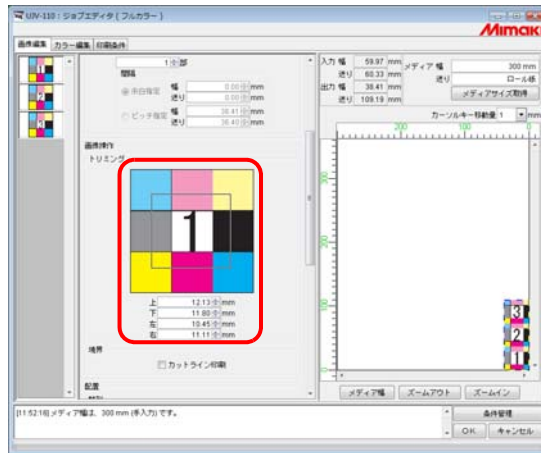 UJV-110 : ジョブエディタ ( フルカラー )
Mimaki
画像編集 カラー編集 印刷条件
1 部
間隔
余白指定 幅 0.00 mm
送り 0.00 mm
ピッチ指定 幅 38.41 mm
送り 36.40 mm
画像操作
トリミング
1
上 12.13 mm
下 11.80 mm
左 10.45 mm
右 11.11 mm
境界
カットライン印刷
配置
入力 幅 59.97 mm
送り 60.33 mm
出力 幅 38.41 mm
送り 109.19 mm
メディア 幅 300 mm
送り ロール紙
メディアサイズ取得
カーソルキー移動量 1 mm
200 100 0
300
200
100
0
3
2
1
メディア幅 ズームアウト ズームイン
[11:52:18] メディア幅は、300 mm (手入力) です。
条件管理
OK キャンセル